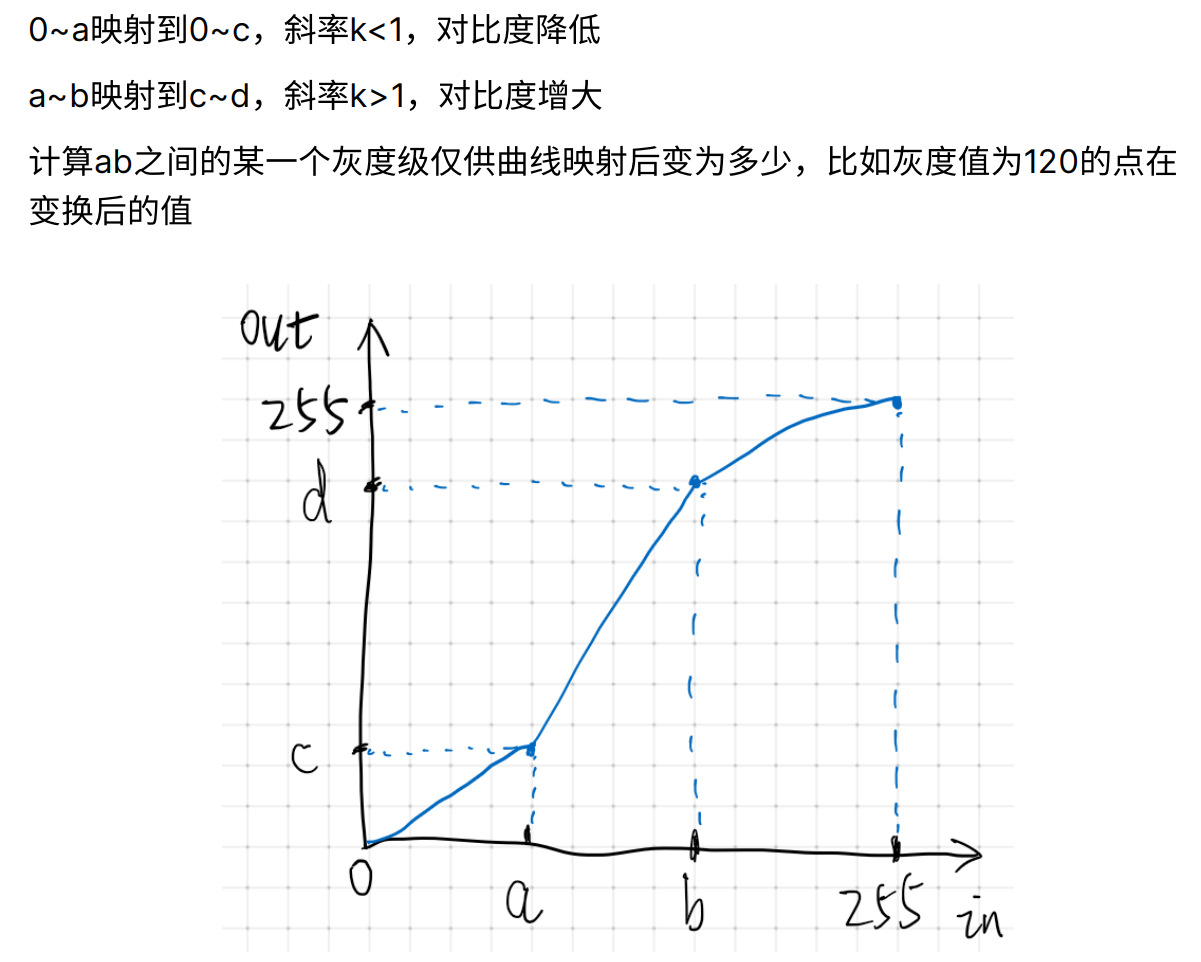 0~a映射到0~c，斜率k<1，对比度降低
a~b映射到c~d，斜率k>1，对比度增大
计算ab之间的某一个灰度级仅供曲线映射后变为多少，比如灰度值为120的点在
变换后的值
out
255
d
c
0
a
b
255
in